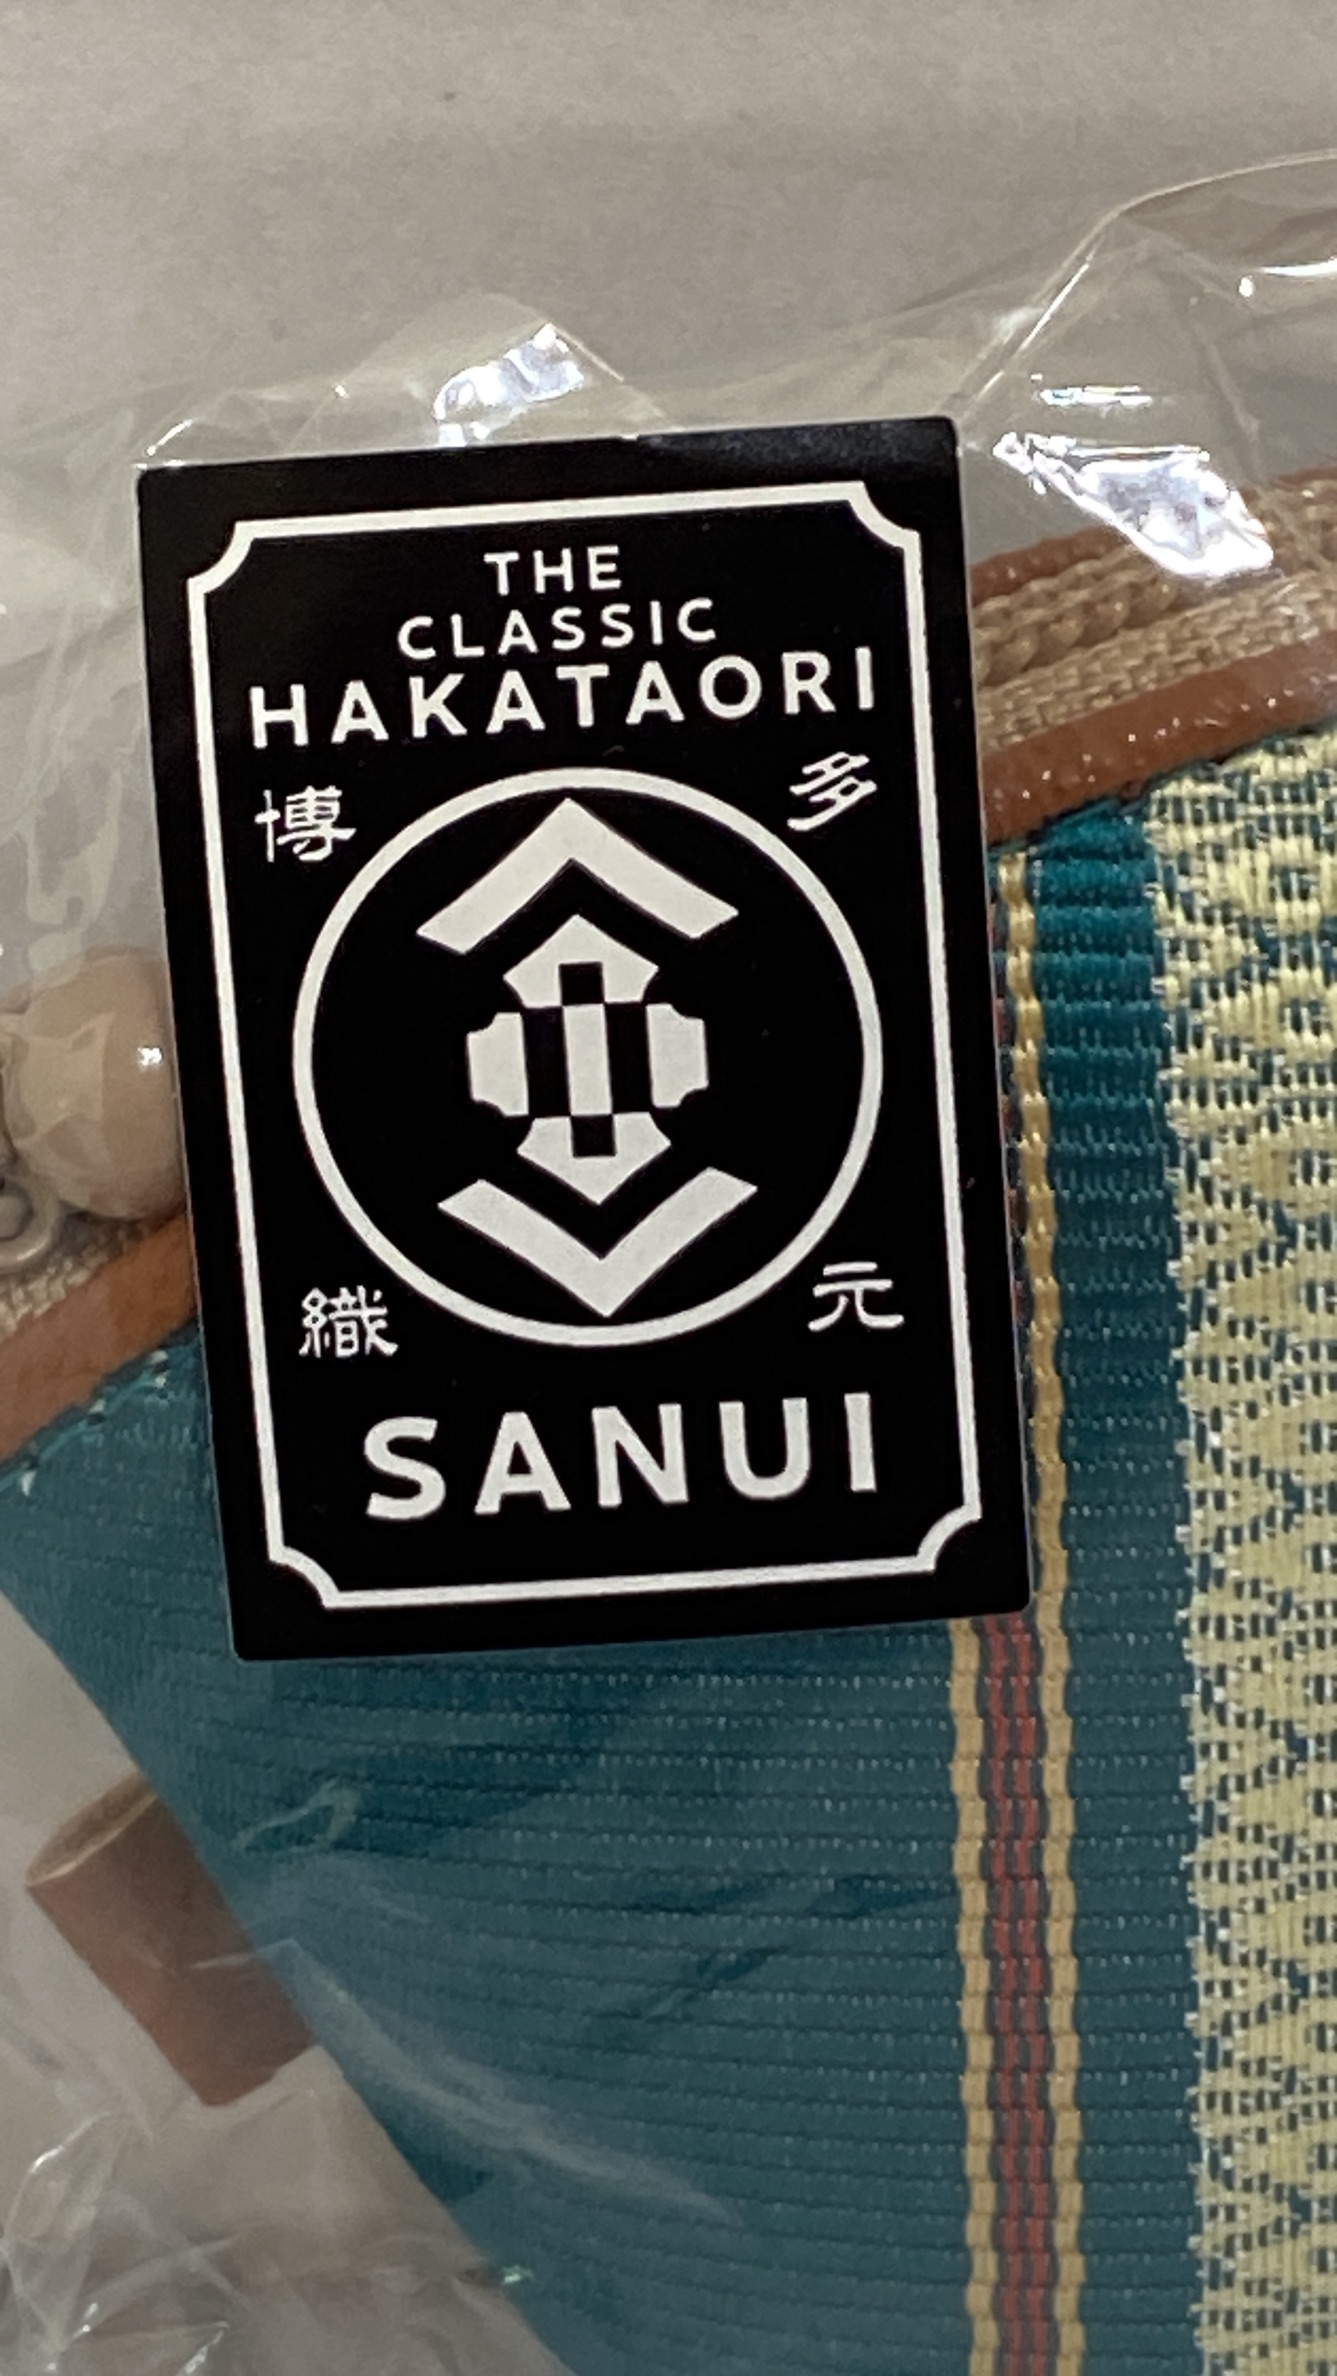 THE
CLASSIC
HAKATAORI
博多
織元
SANUI